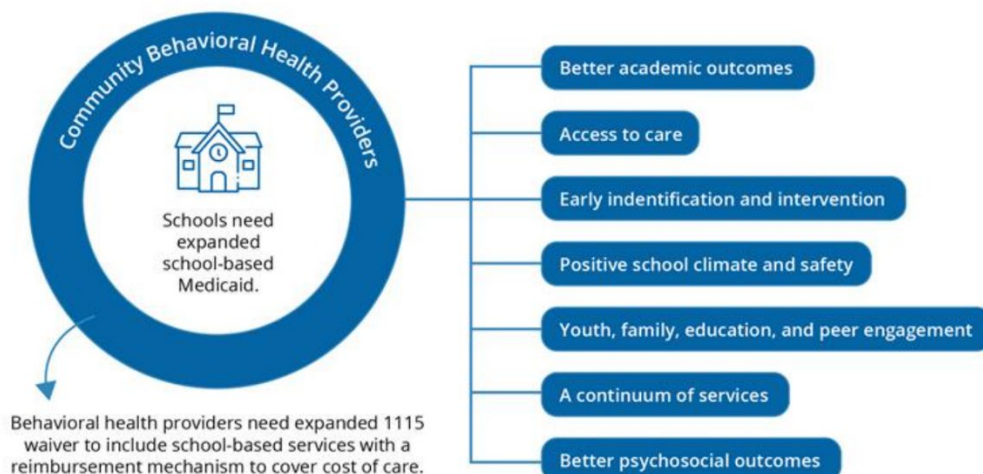 Community Behavioral Health Providers
Schools need
expanded
school-based
Medicaid.
Behavioral health providers need expanded 1115
waiver to include school-based services with a
reimbursement mechanism to cover cost of care.
Better academic outcomes
Access to care
Early indentification and intervention
Positive school climate and safety
Youth, family, education, and peer engagement
A continuum of services
Better psychosocial outcomes